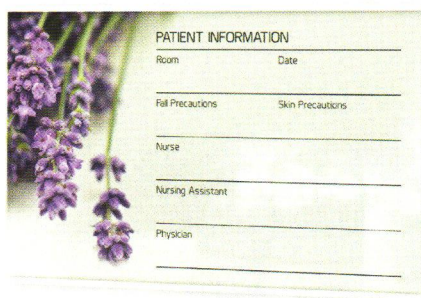 PATIENT INFORMATION
Room Date
Fall Precautions Skin Precautions
Nurse
Nursing Assistant
Physician